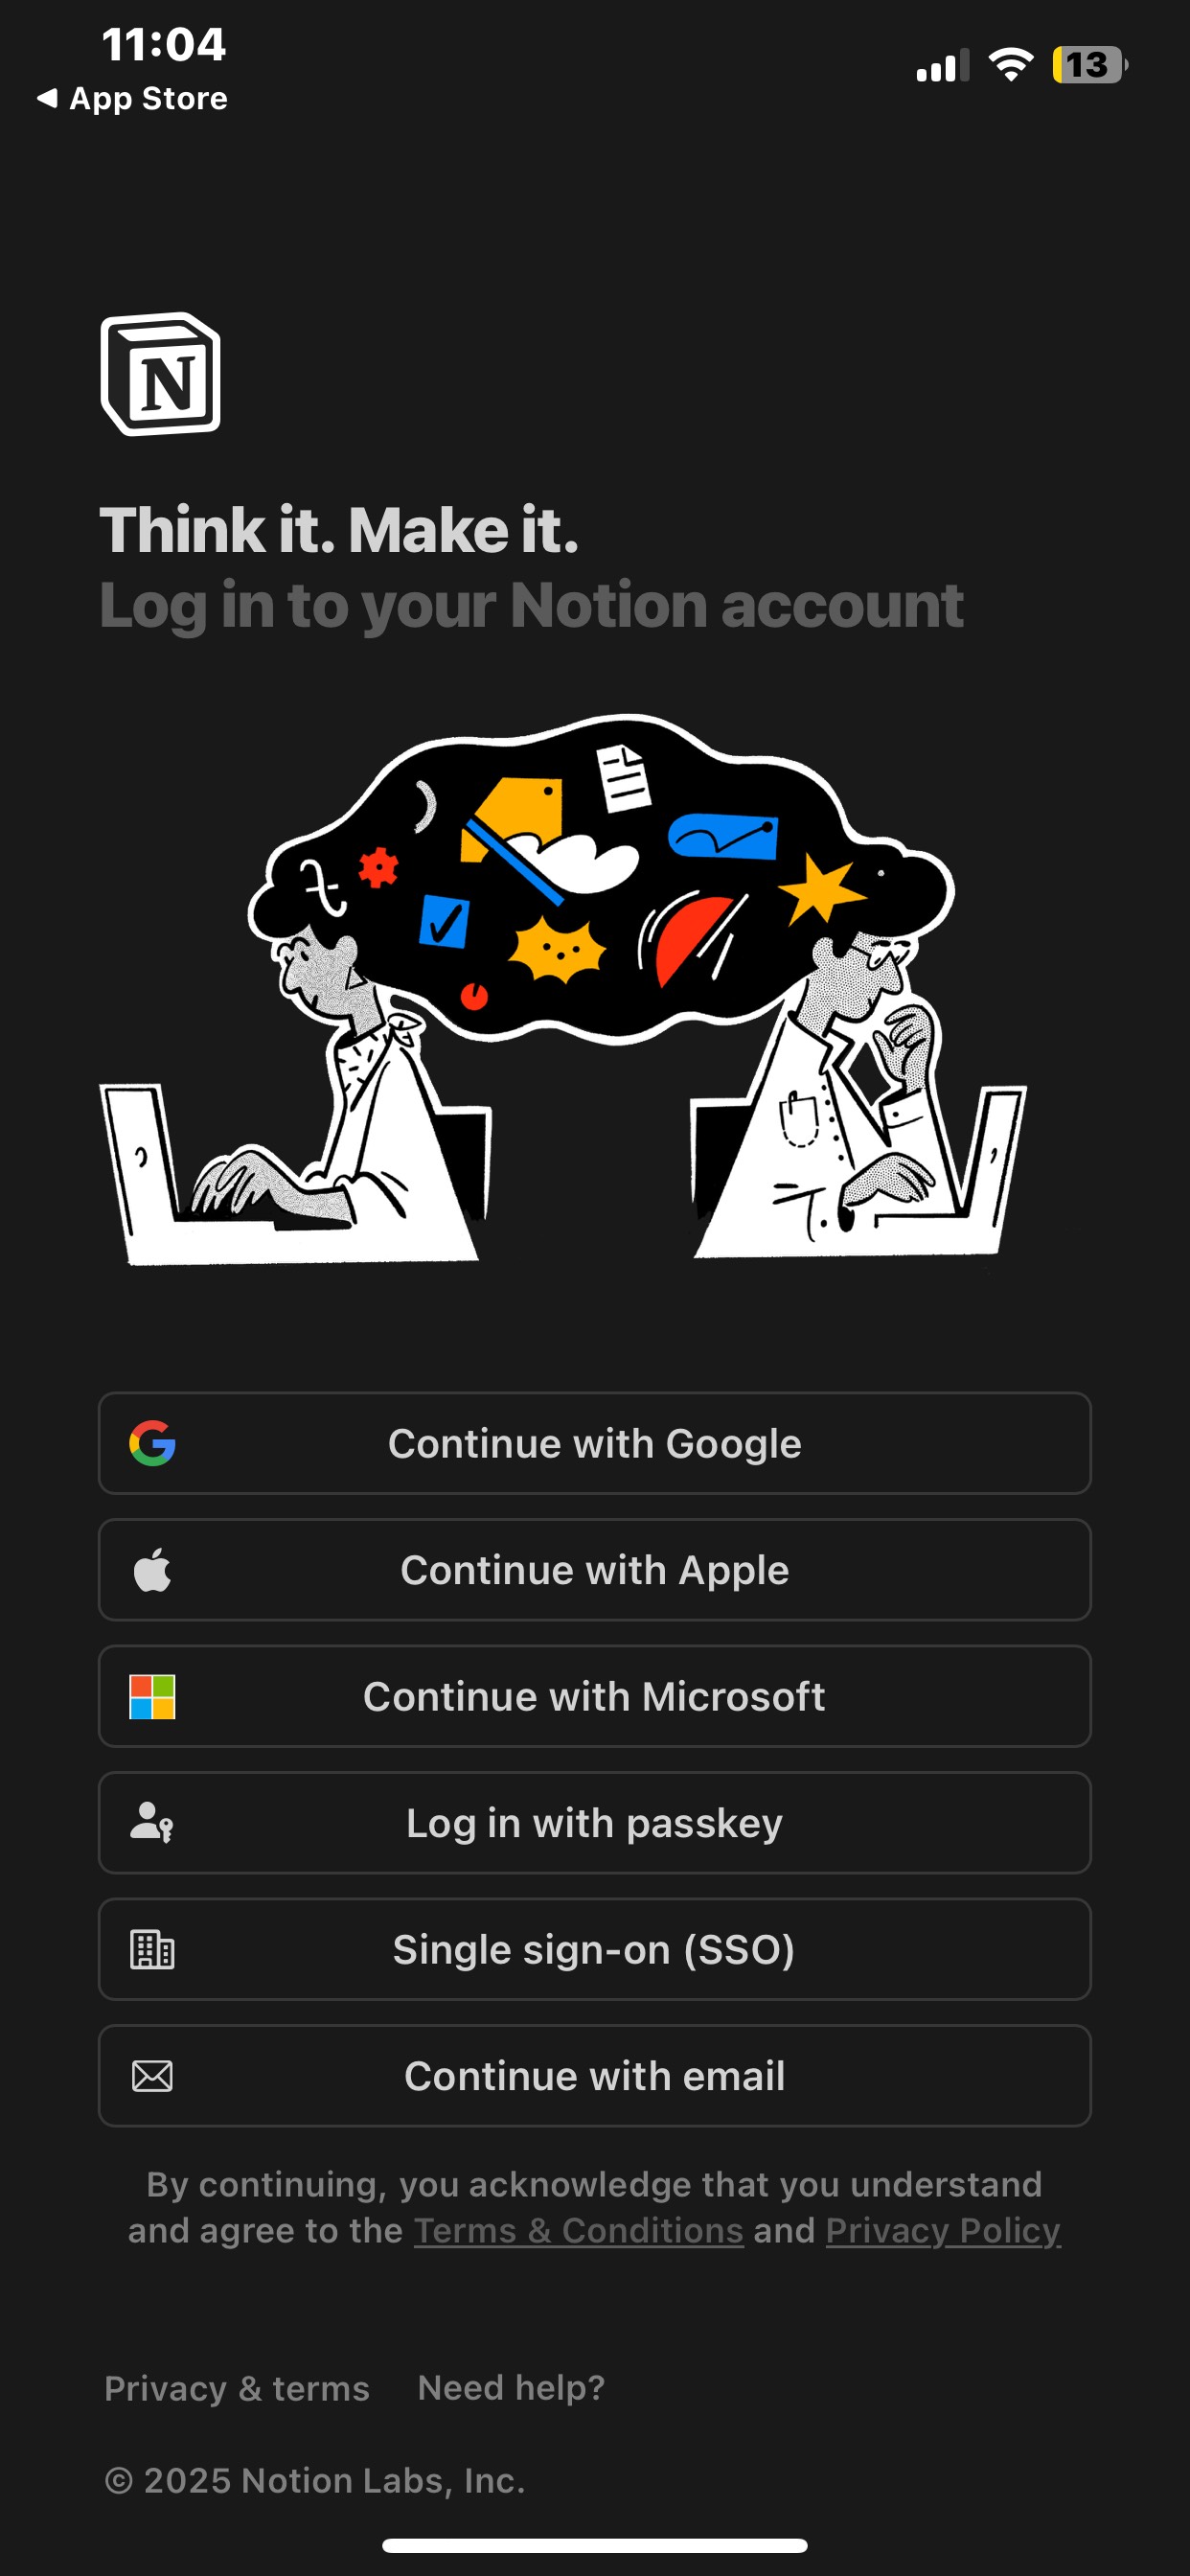 11:04
13
App Store
N
Think it. Make it.
Log in to your Notion account
Continue with Google
Continue with Apple
Continue with Microsoft
Log in with passkey
Single sign-on (SSO)
Continue with email
By continuing, you acknowledge that you understand
and agree to the Terms & Conditions and Privacy Policy
Privacy & terms
Need help?
© 2025 Notion Labs, Inc.